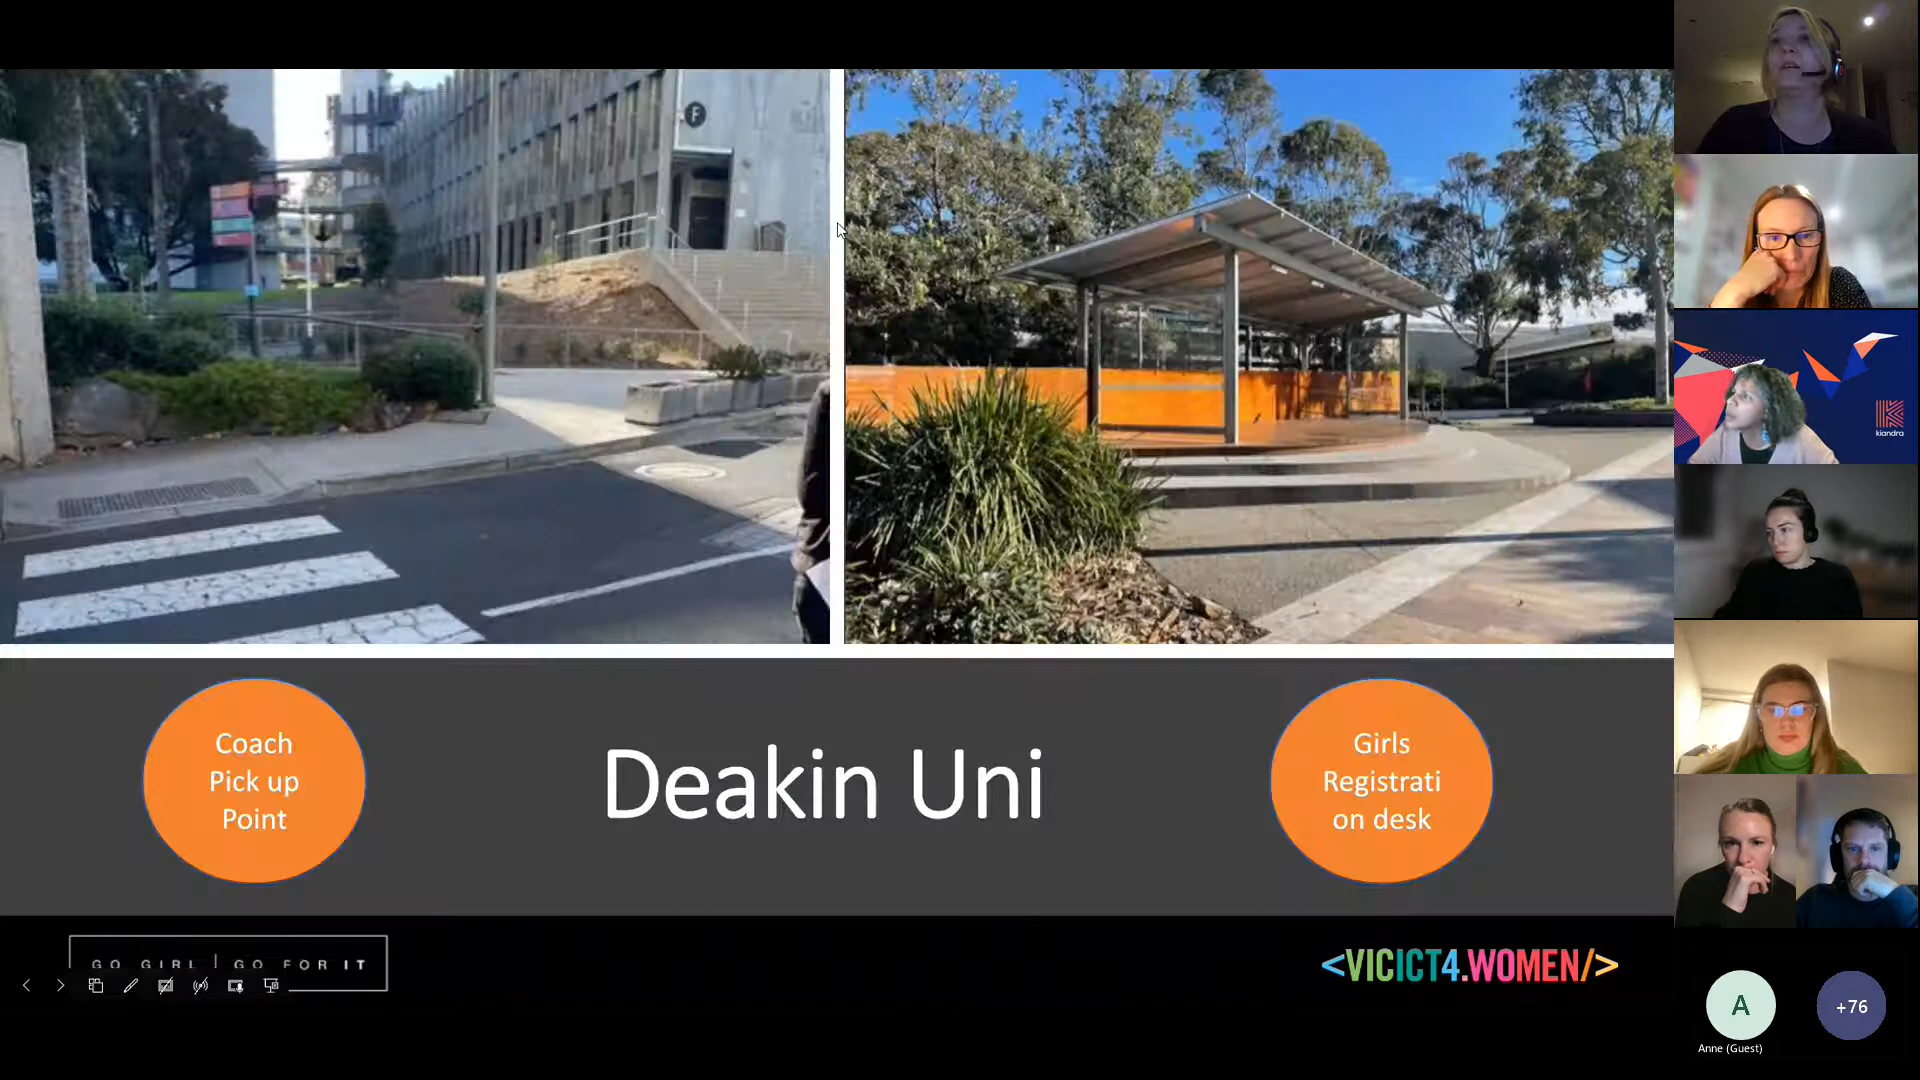 F
kiandra
Coach
Pick up
Point
Deakin Uni
Girls
Registrati
on desk
GO GIRL | GO FOR IT
<VICICT4.WOMEN/>
A
+76
Anne (Guest)